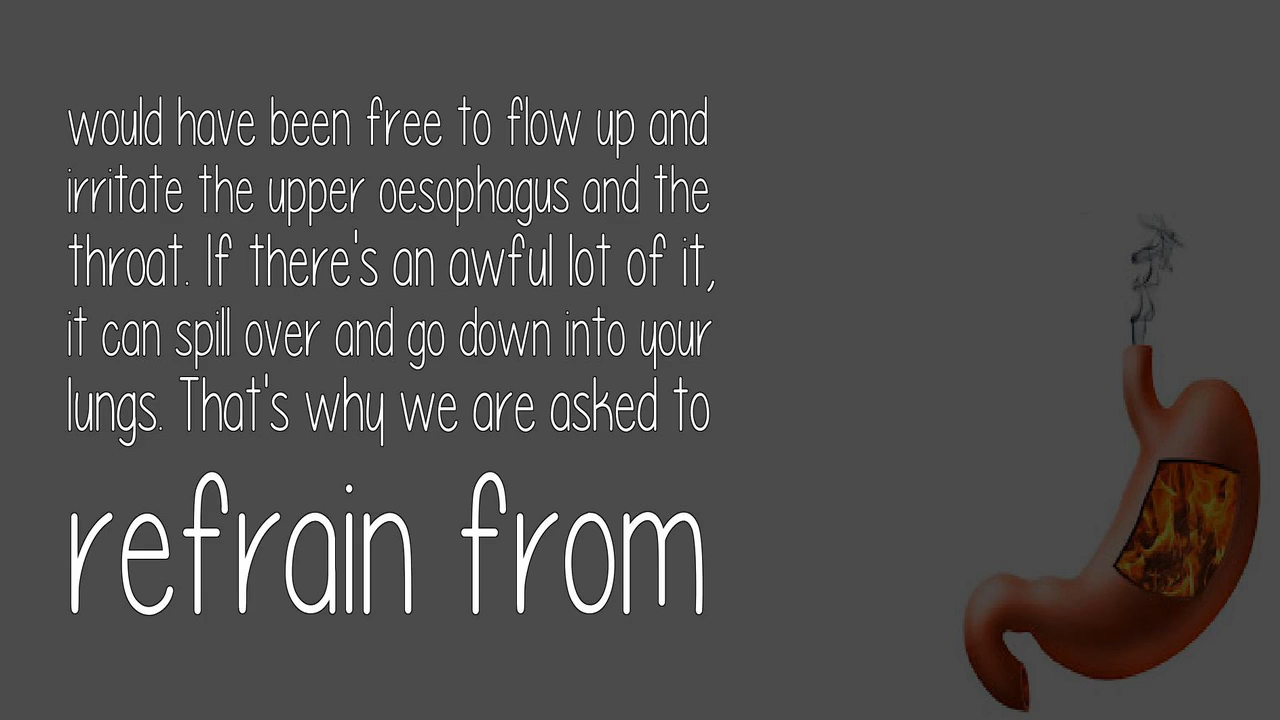 would have been free to flow up and
irritate the upper oesophagus and the
throat. If there's an awful lot of it,
it can spill over and go down into your
lungs. That's why we are asked to
refrain from